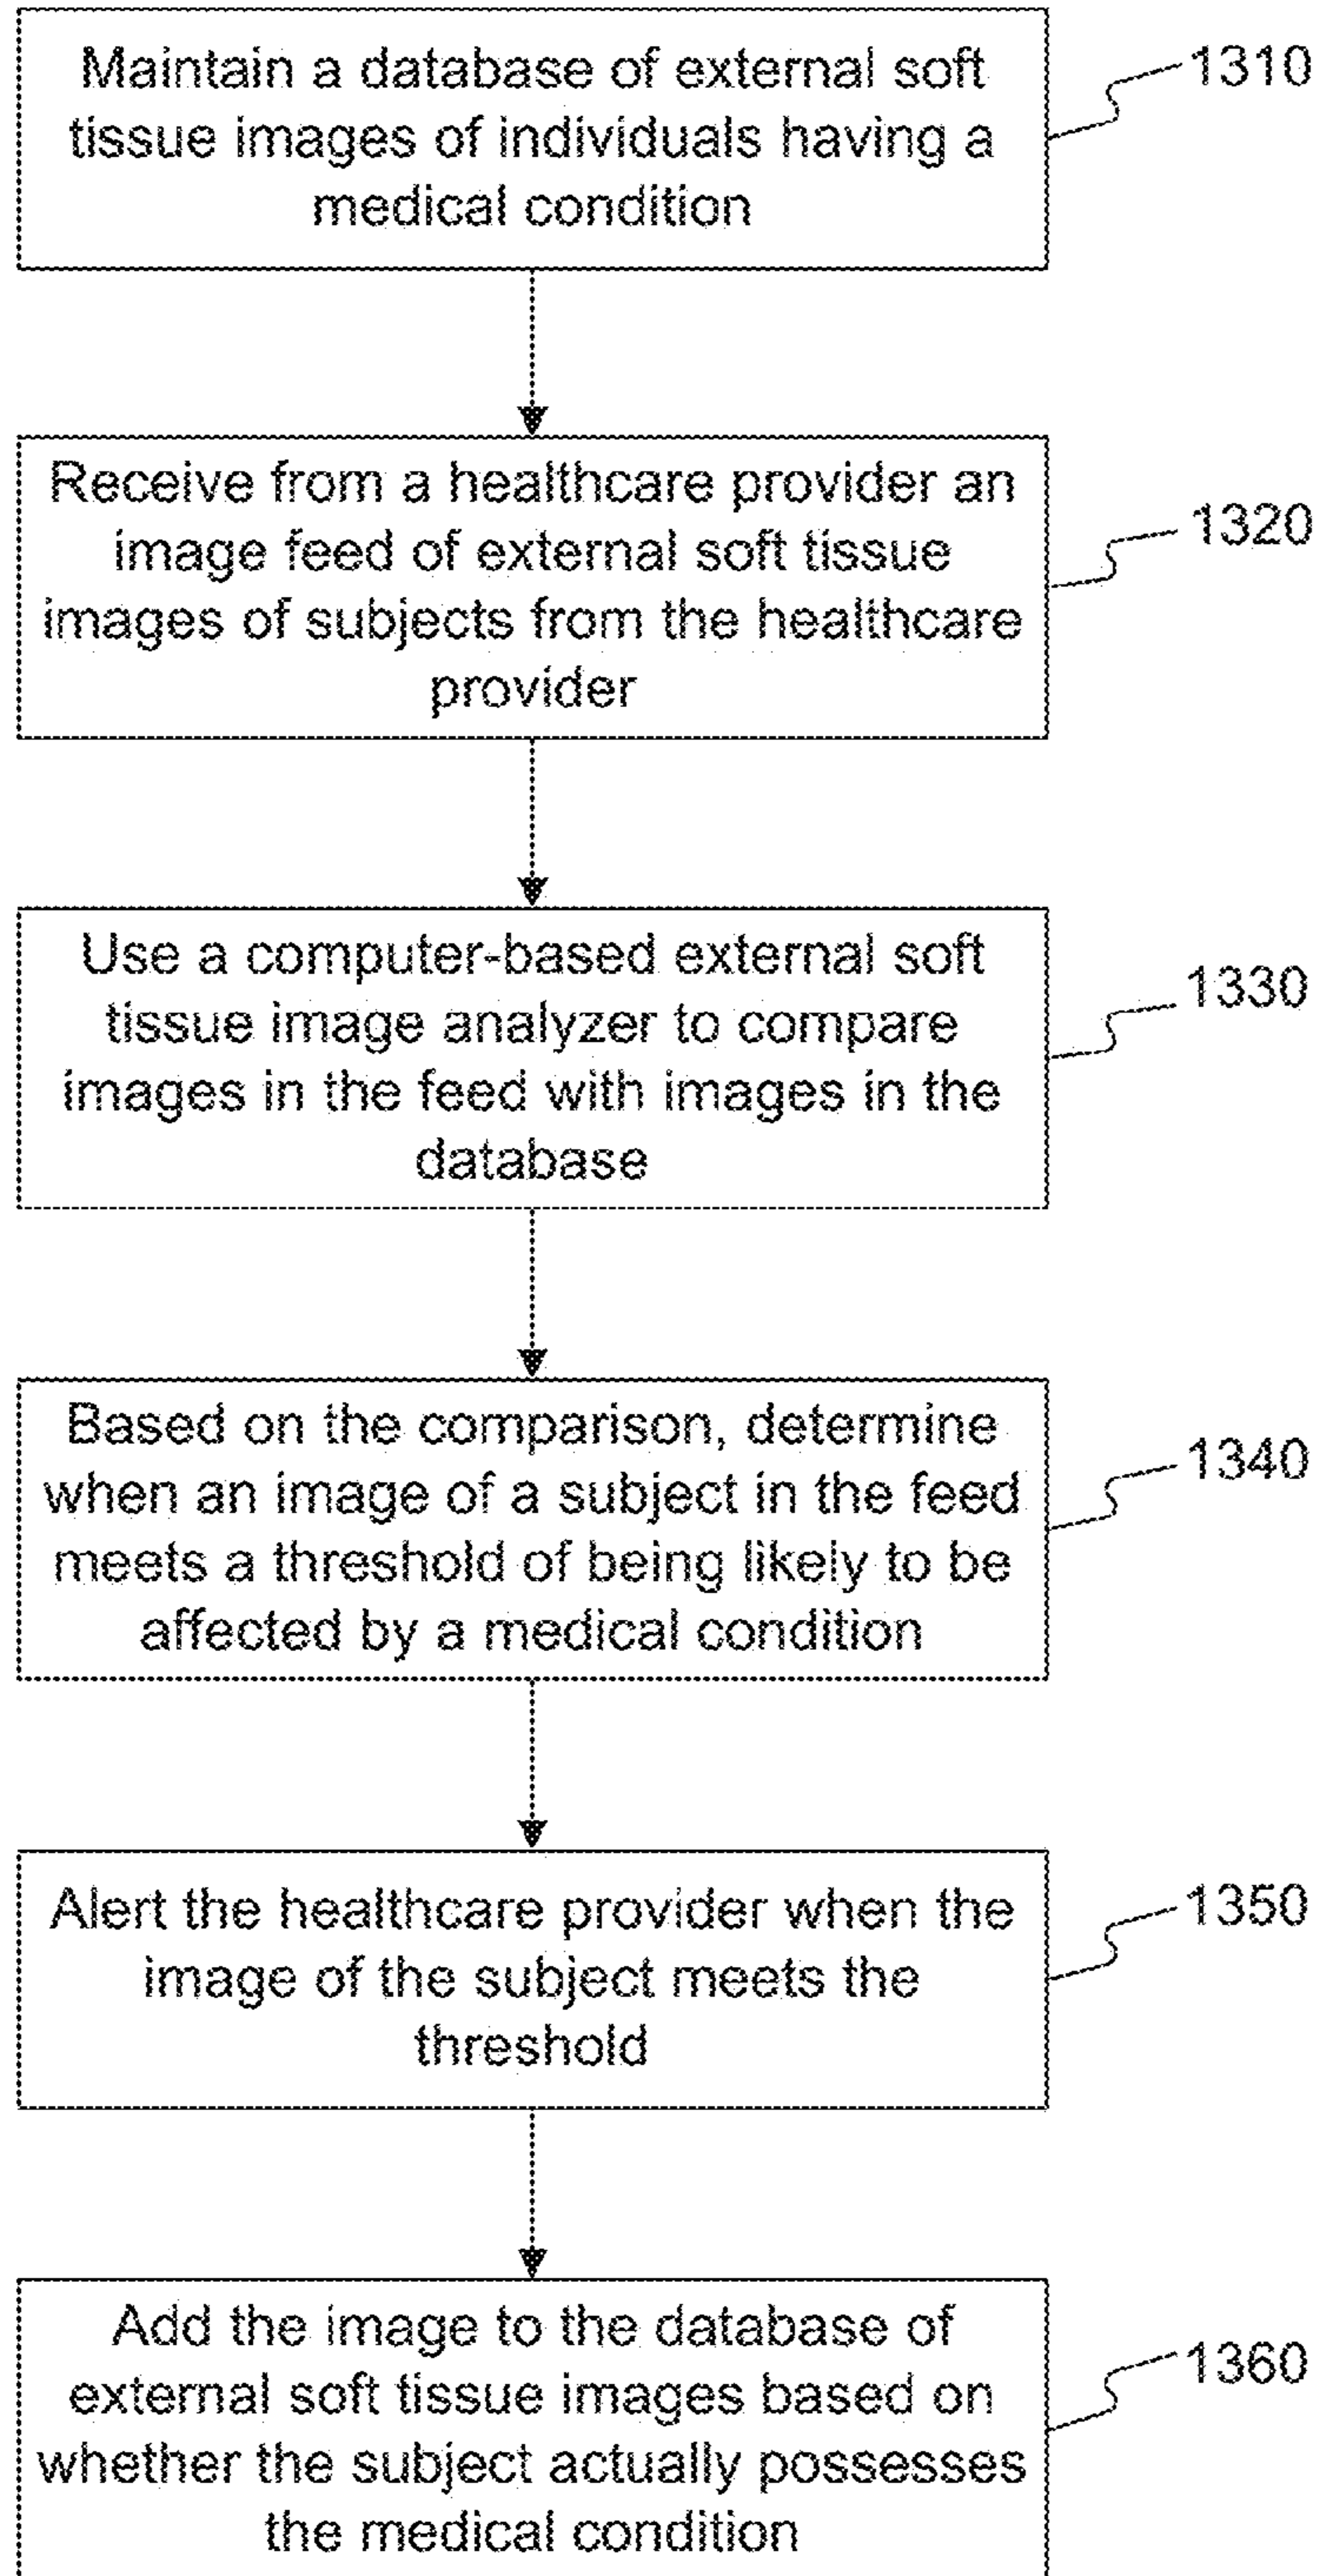 Maintain a database of external soft
tissue images of individuals having a
medical condition
1310
Receive from a healthcare provider an
image feed of external soft tissue
images of subjects from the healthcare
provider
1320
Use a computer-based external soft
tissue image analyzer to compare
images in the feed with images in the
database
1330
Based on the comparison, determine
when an image of a subject in the feed
meets a threshold of being likely to be
affected by a medical condition
1340
Alert the healthcare provider when the
image of the subject meets the
threshold
1350
Add the image to the database of
external soft tissue images based on
whether the subject actually possesses
the medical condition
1360